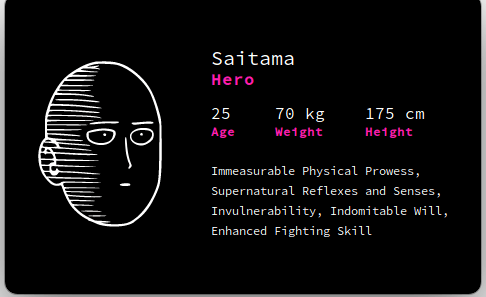 Saitama
Hero
25 70 kg 175 cm
Age Weight Height
Immeasurable Physical Prowess,
Supernatural Reflexes and Senses,
Invulnerability, Indomitable Will,
Enhanced Fighting Skill